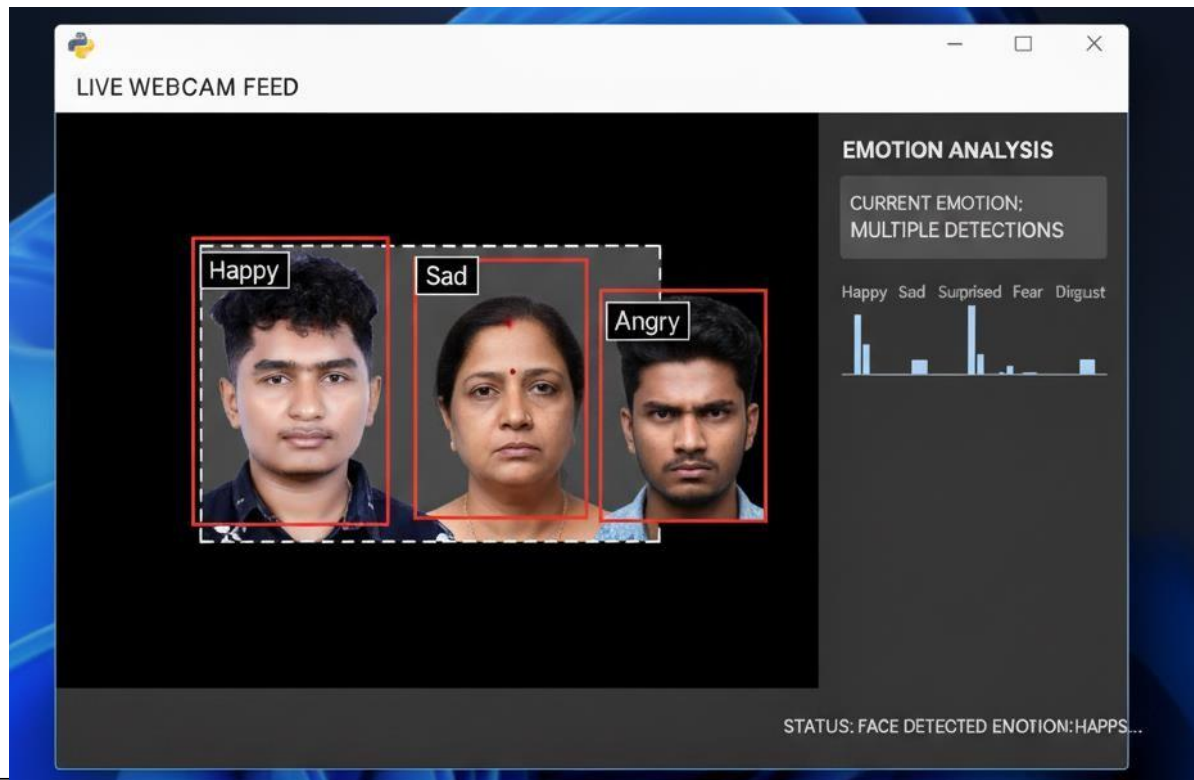 LIVE WEBCAM FEED
Happy
Sad
Angry
EMOTION ANALYSIS
CURRENT EMOTION;
MULTIPLE DETECTIONS
Happy Sad Surprised Fear Dirgust
STATUS: FACE DETECTED ENOTION: HAPPS...